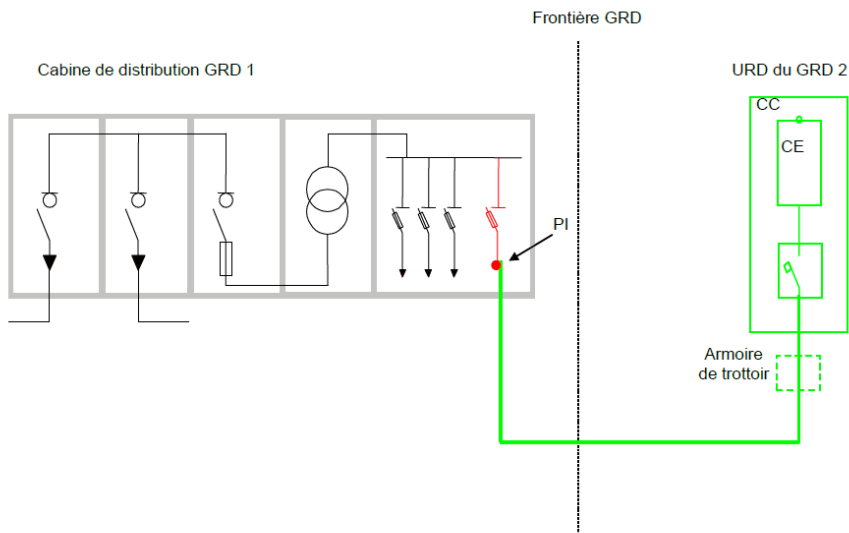 Frontière GRD
Cabine de distribution GRD 1
URD du GRD 2
CC
CE
PI
Armoire
de trottoir